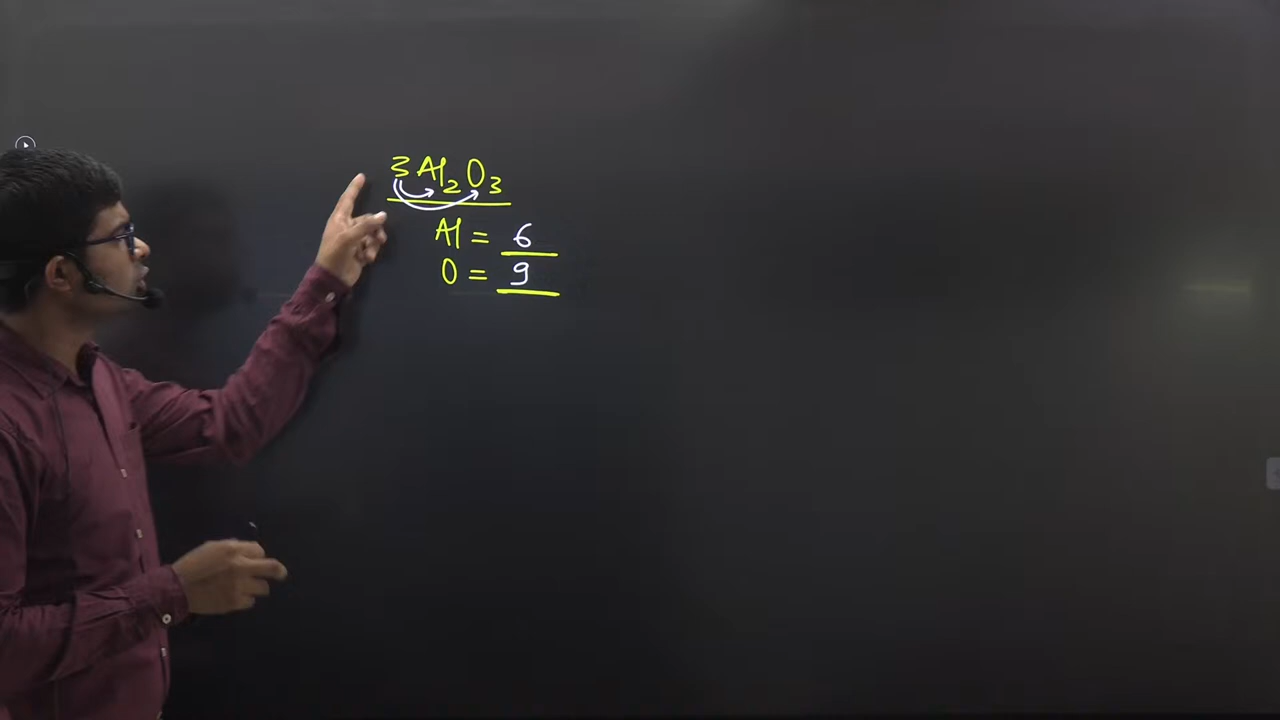 3Al₂O₃
Al = 6
O = 9